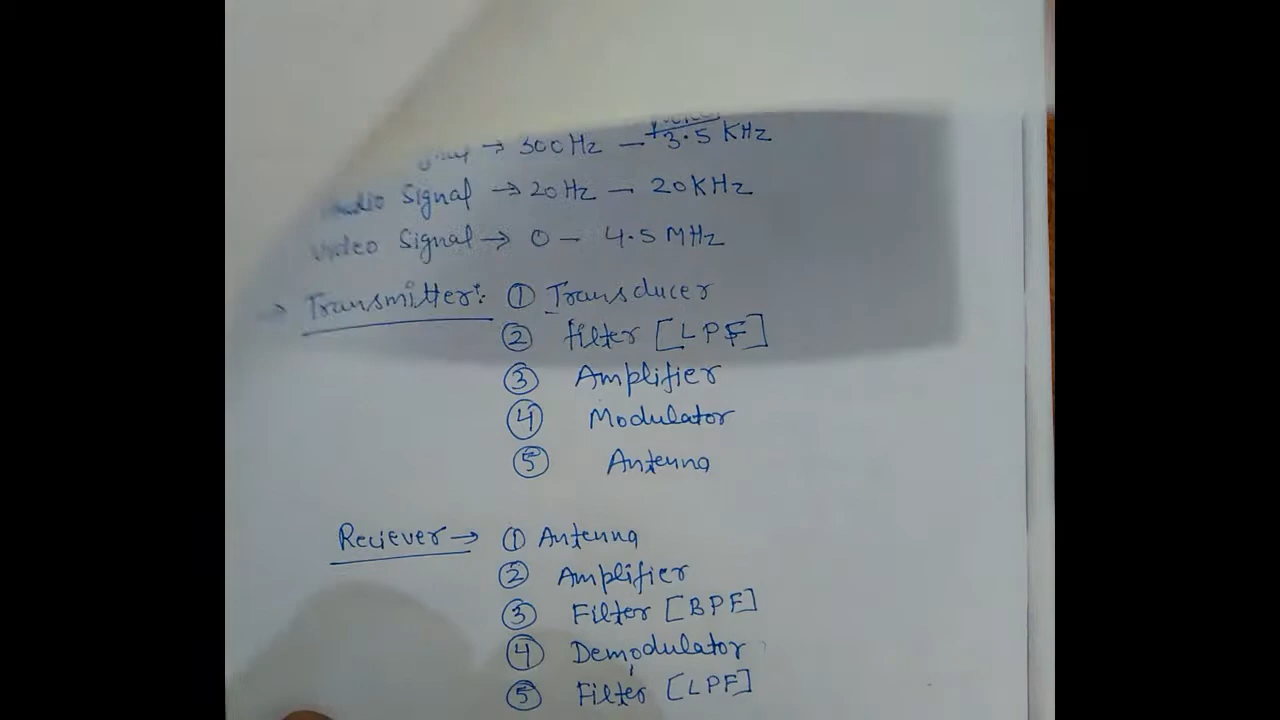 → 300 Hz – 3.5 KHz
Audio Signal → 20 Hz – 20 KHz
Video Signal → 0 – 4.5 MHz
→ Transmitter: ① Transducer
② filter [LPF]
③ Amplifier
④ Modulator
⑤ Antenna
Reciever → ① Antenna
② Amplifier
③ Filter [BPF]
④ Demodulator
⑤ Filter [LPF]